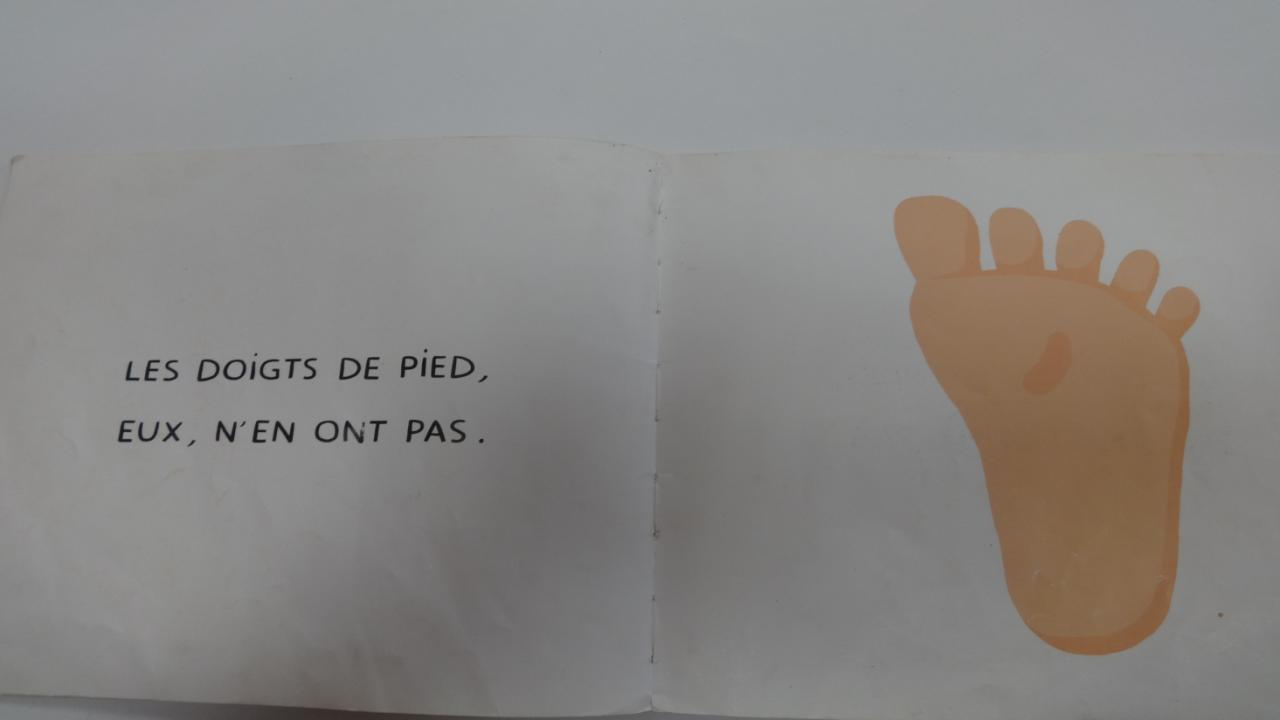 LES DOIGTS DE PIED,
EUX, N'EN ONT PAS.